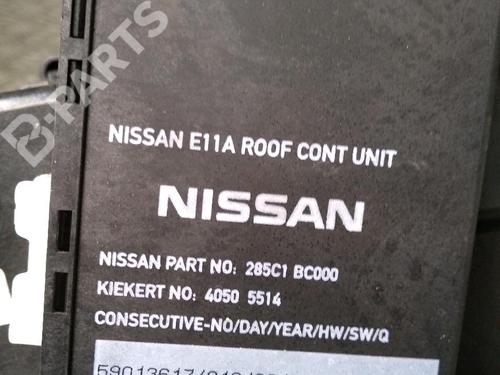 B-PARTS
NISSAN E11A ROOF CONT UNIT
NISSAN
NISSAN PART NO: 285C1 BC000
KIEKERT NO: 4050 5514
CONSECUTIVE-NO/DAY/YEAR/HW/SW/Q